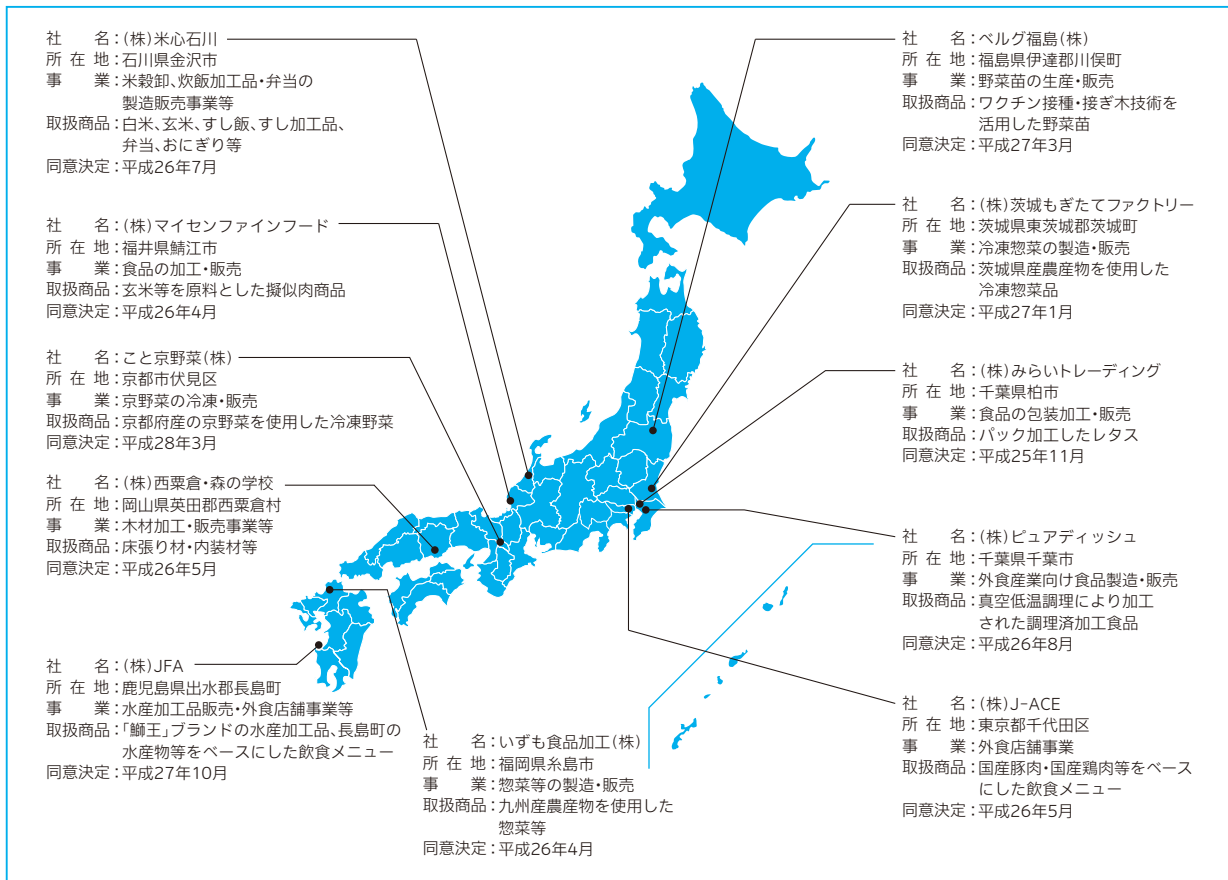 社名：(株)米心石川
所在地：石川県金沢市
事業：米穀卸、炊飯加工品・弁当の
製造販売事業等
取扱商品：白米、玄米、すし飯、すし加工品、
弁当、おにぎり等
同意決定：平成26年7月
社名：(株)マイセンファインフード
所在地：福井県鯖江市
事業：食品の加工・販売
取扱商品：玄米等を原料とした擬似肉商品
同意決定：平成26年4月
社名：こと京野菜(株)
所在地：京都市伏見区
事業：京野菜の冷凍・販売
取扱商品：京都府産の京野菜を使用した冷凍野菜
同意決定：平成28年3月
社名：(株)西粟倉・森の学校
所在地：岡山県英田郡西粟倉村
事業：木材加工・販売事業等
取扱商品：床張り材・内装材等
同意決定：平成26年5月
社名：(株)JFA
所在地：鹿児島県出水郡長島町
事業：水産加工品販売・外食店舗事業等
取扱商品：「鰤王」ブランドの水産加工品、長島町の
水産物等をベースにした飲食メニュー
同意決定：平成27年10月
社名：いずも食品加工(株)
所在地：福岡県糸島市
事業：惣菜等の製造・販売
取扱商品：九州産農産物を使用した
惣菜等
同意決定：平成26年4月
社名：ベルグ福島(株)
所在地：福島県伊達郡川俣町
事業：野菜苗の生産・販売
取扱商品：ワクチン接種・接ぎ木技術を
活用した野菜苗
同意決定：平成27年3月
社名：(株)茨城もぎたてファクトリー
所在地：茨城県東茨城郡茨城町
事業：冷凍惣菜の製造・販売
取扱商品：茨城県産農産物を使用した
冷凍惣菜品
同意決定：平成27年1月
社名：(株)みらいトレーディング
所在地：千葉県柏市
事業：食品の包装加工・販売
取扱商品：パック加工したレタス
同意決定：平成25年11月
社名：(株)ピュアディッシュ
所在地：千葉県千葉市
事業：外食産業向け食品製造・販売
取扱商品：真空低温調理により加工
された調理済加工食品
同意決定：平成26年8月
社名：(株)J-ACE
所在地：東京都千代田区
事業：外食店舗事業
取扱商品：国産豚肉・国産鶏肉等をベース
にした飲食メニュー
同意決定：平成26年5月